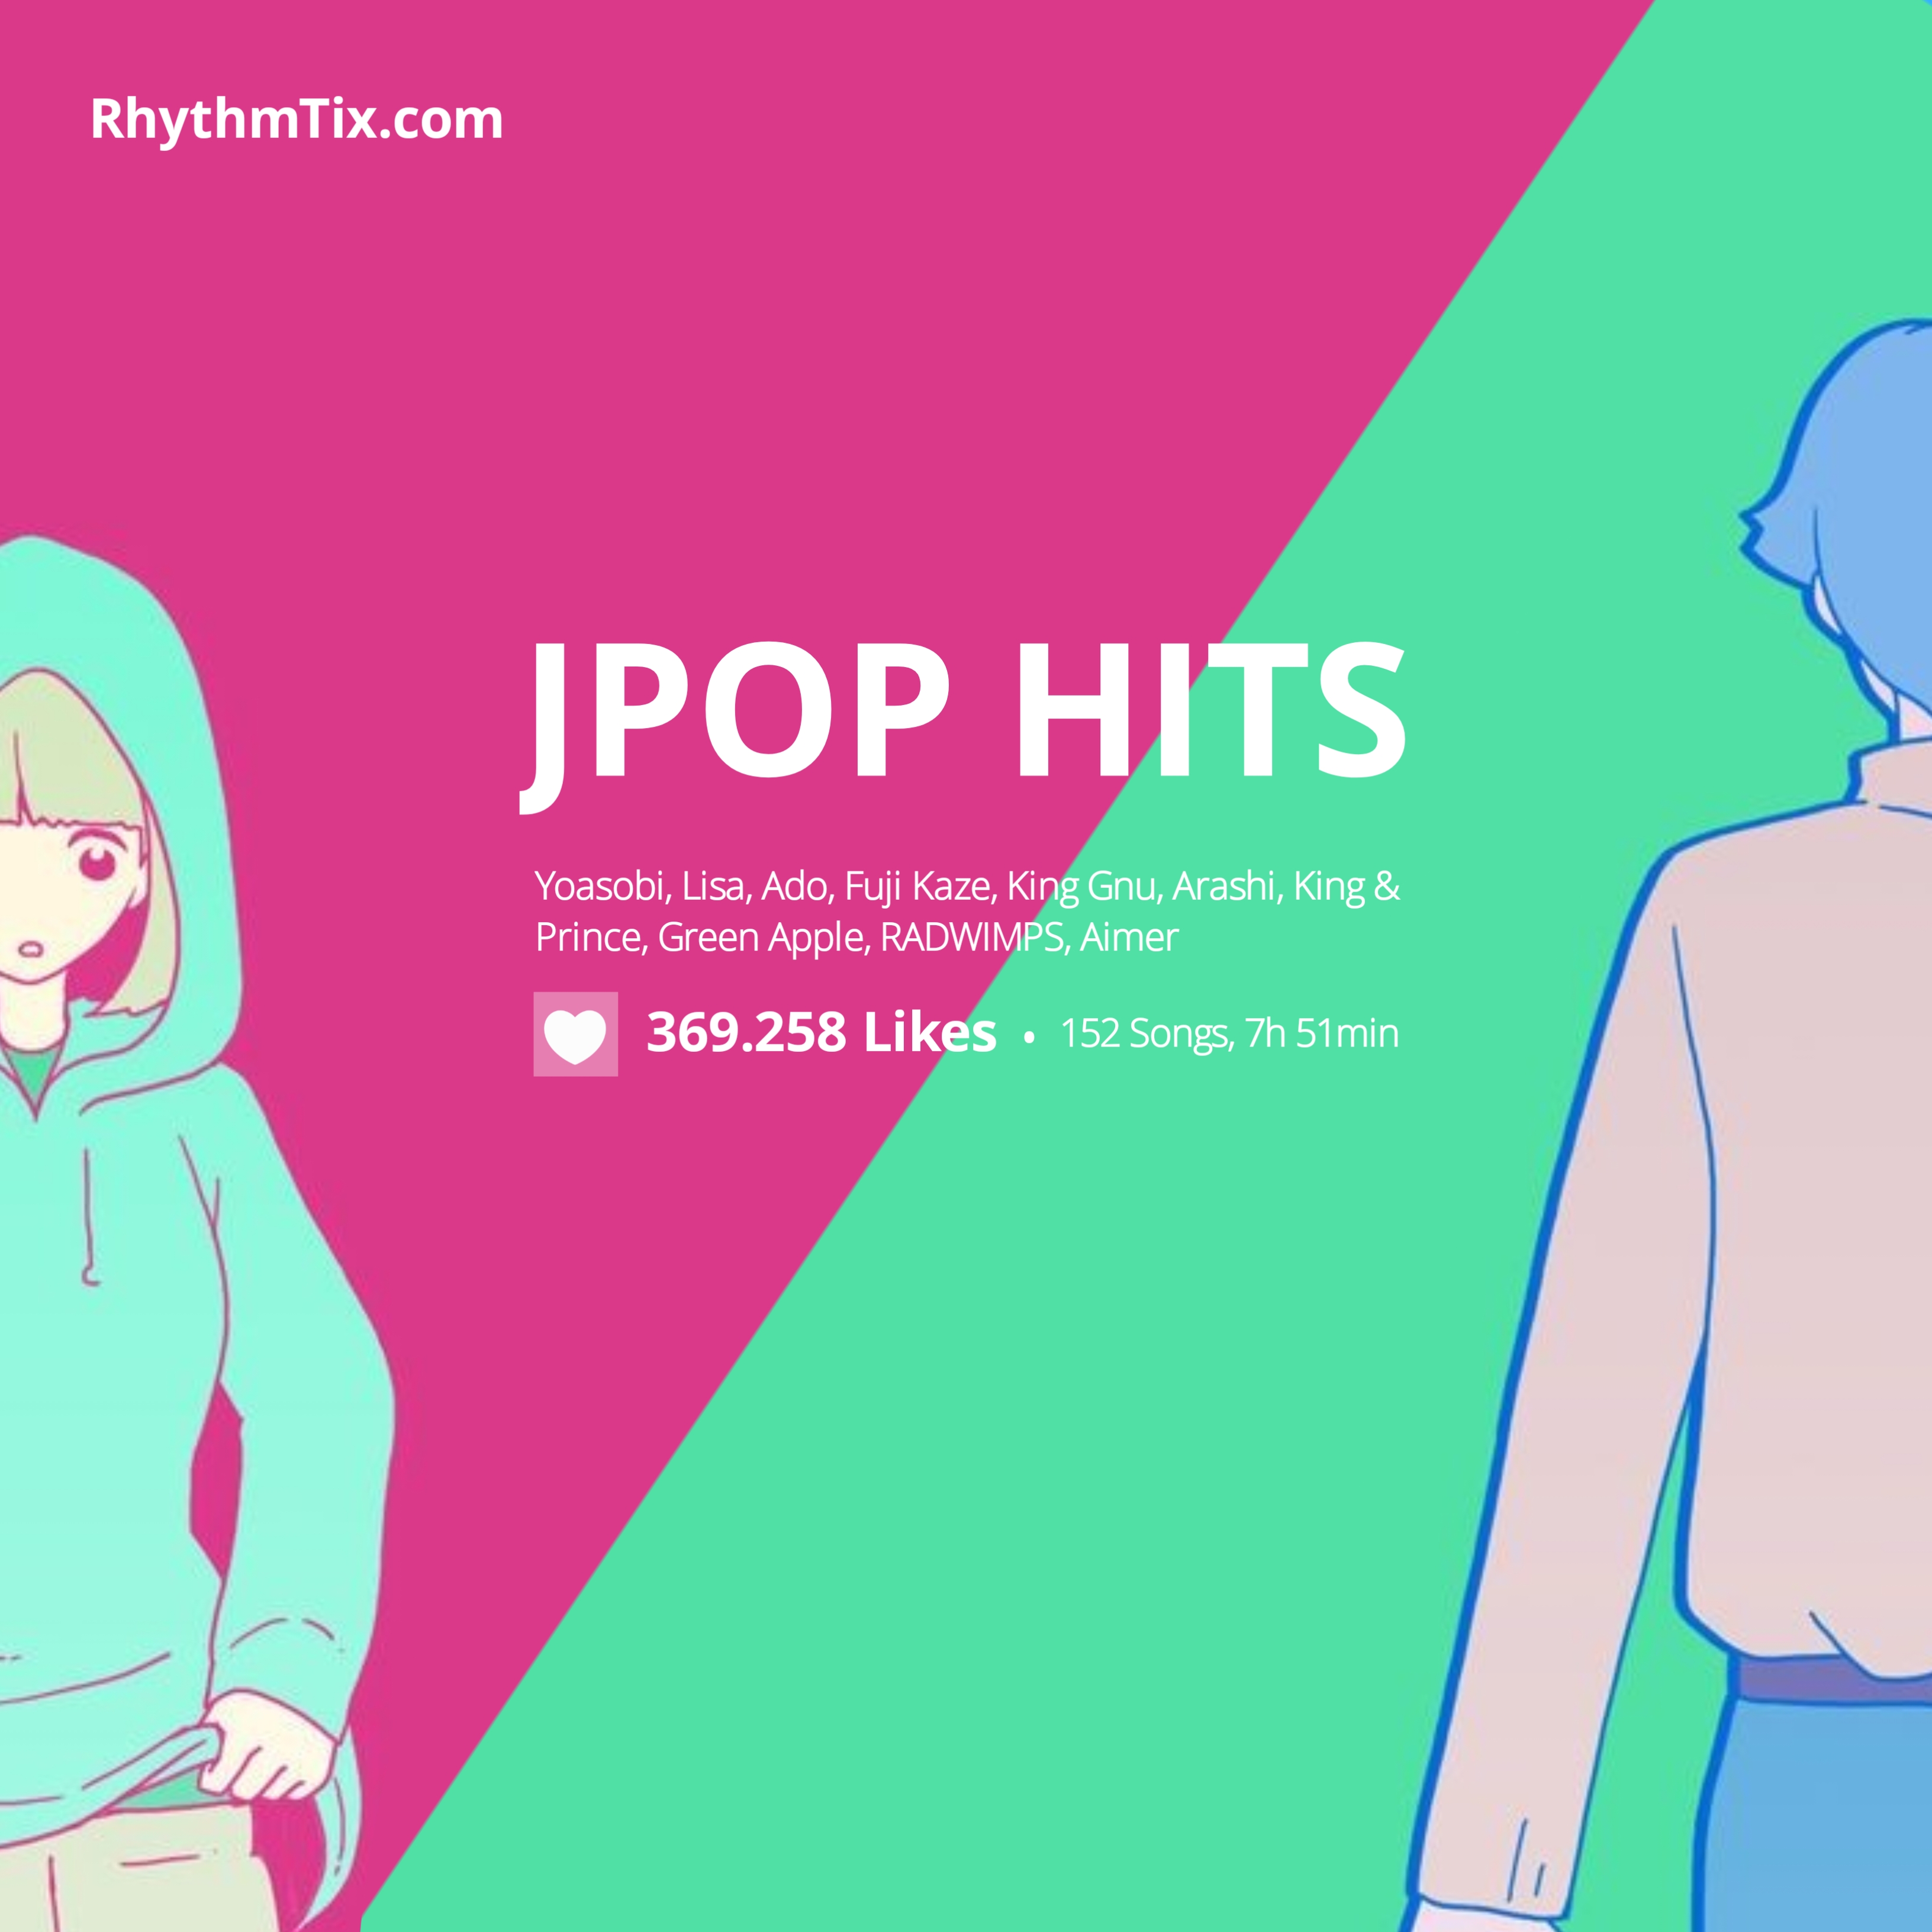 RhythmTix.com
JPOP HITS
Yoasobi, Lisa, Ado, Fuji Kaze, King Gnu, Arashi, King &
Prince, Green Apple, RADWIMPS, Aimer
369.258 Likes • 152 Songs, 7h 51min